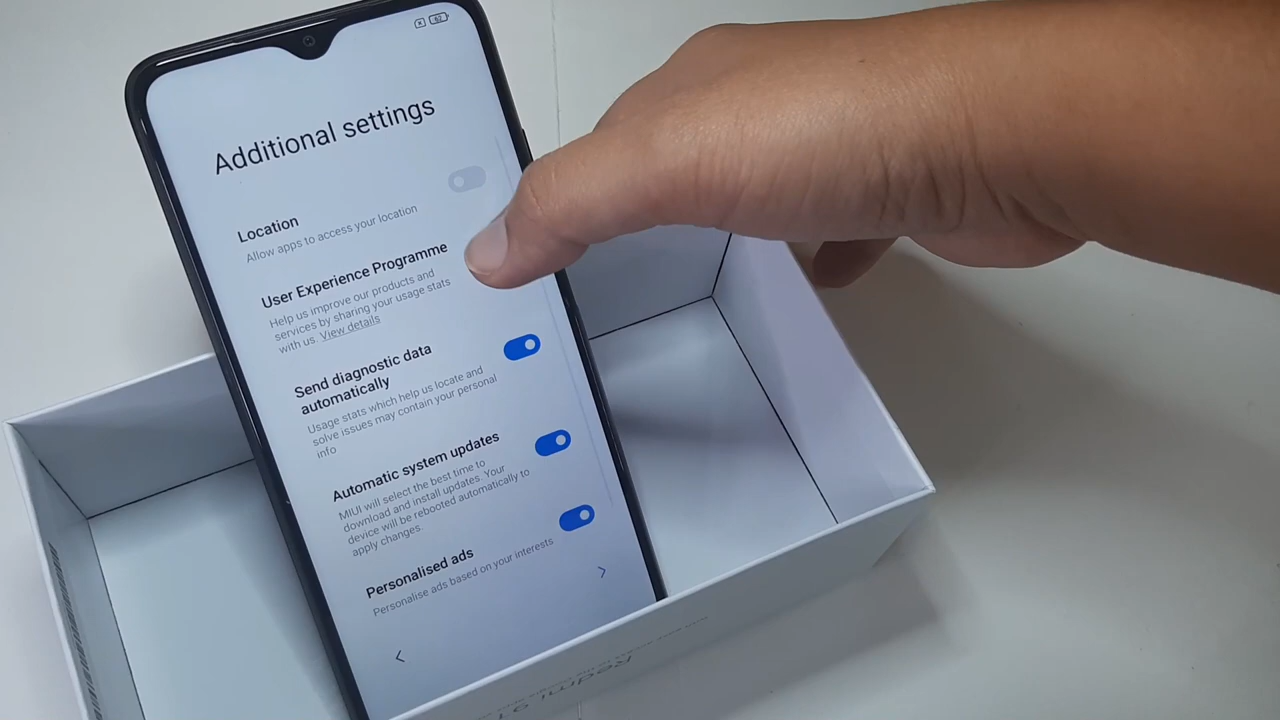 Additional settings
Location
Allow apps to access your location
User Experience Programme
Help us improve our products and
services by sharing your usage stats
with us. View details
Send diagnostic data
automatically
Usage stats which help us locate and
solve issues may contain your personal
info
Automatic system updates
MIUI will select the best time to
download and install updates. Your
device will be rebooted automatically to
apply changes.
Personalised ads
Personalise ads based on your interests
Redmi 9